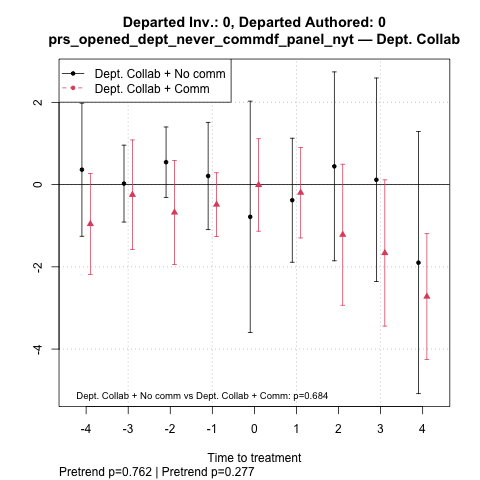 Departed Inv.: 0, Departed Authored: 0
prs_opened_dept_never_commdf_panel_nyt — Dept. Collab
Dept. Collab + No comm
Dept. Collab + Comm
2
0
-2
-4
Dept. Collab + No comm vs Dept. Collab + Comm: p=0.684
-4 -3 -2 -1 0 1 2 3 4
Time to treatment
Pretrend p=0.762 | Pretrend p=0.277